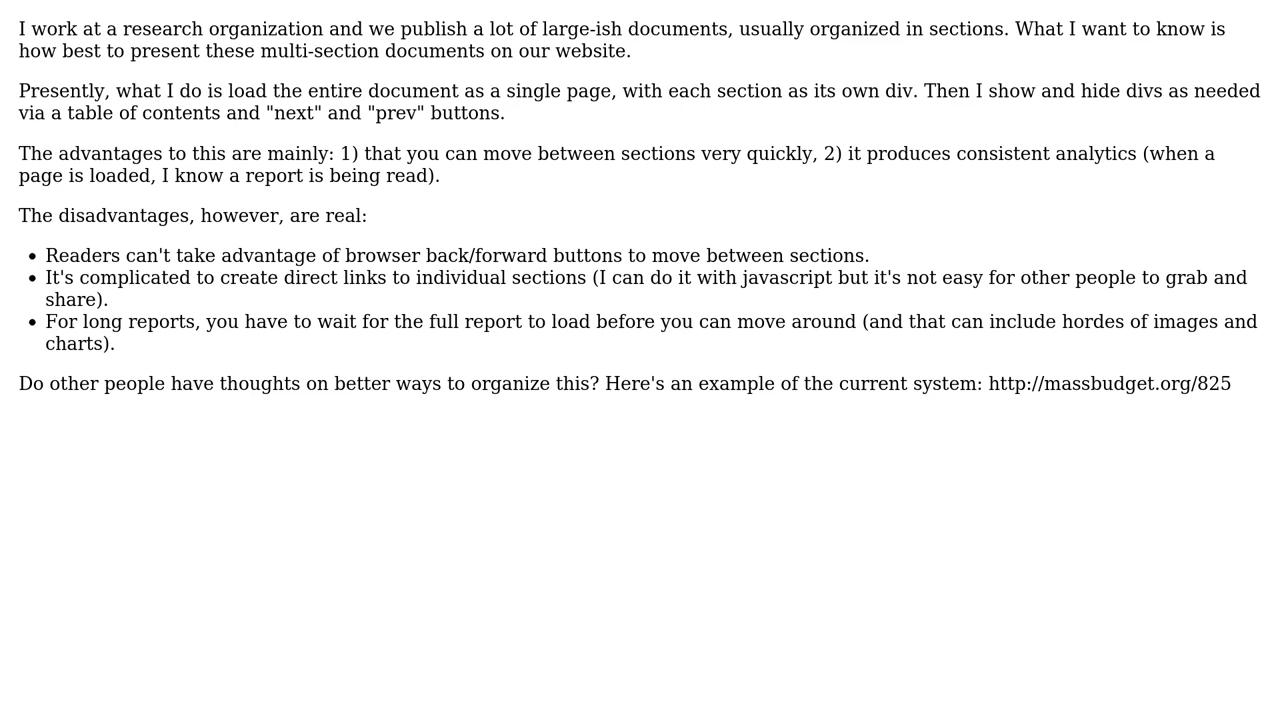 I work at a research organization and we publish a lot of large-ish documents, usually organized in sections. What I want to know is
how best to present these multi-section documents on our website.
Presently, what I do is load the entire document as a single page, with each section as its own div. Then I show and hide divs as needed
via a table of contents and "next" and "prev" buttons.
The advantages to this are mainly: 1) that you can move between sections very quickly, 2) it produces consistent analytics (when a
page is loaded, I know a report is being read).
The disadvantages, however, are real:
• Readers can't take advantage of browser back/forward buttons to move between sections.
• It's complicated to create direct links to individual sections (I can do it with javascript but it's not easy for other people to grab and
share).
• For long reports, you have to wait for the full report to load before you can move around (and that can include hordes of images and
charts).
Do other people have thoughts on better ways to organize this? Here's an example of the current system: http://massbudget.org/825